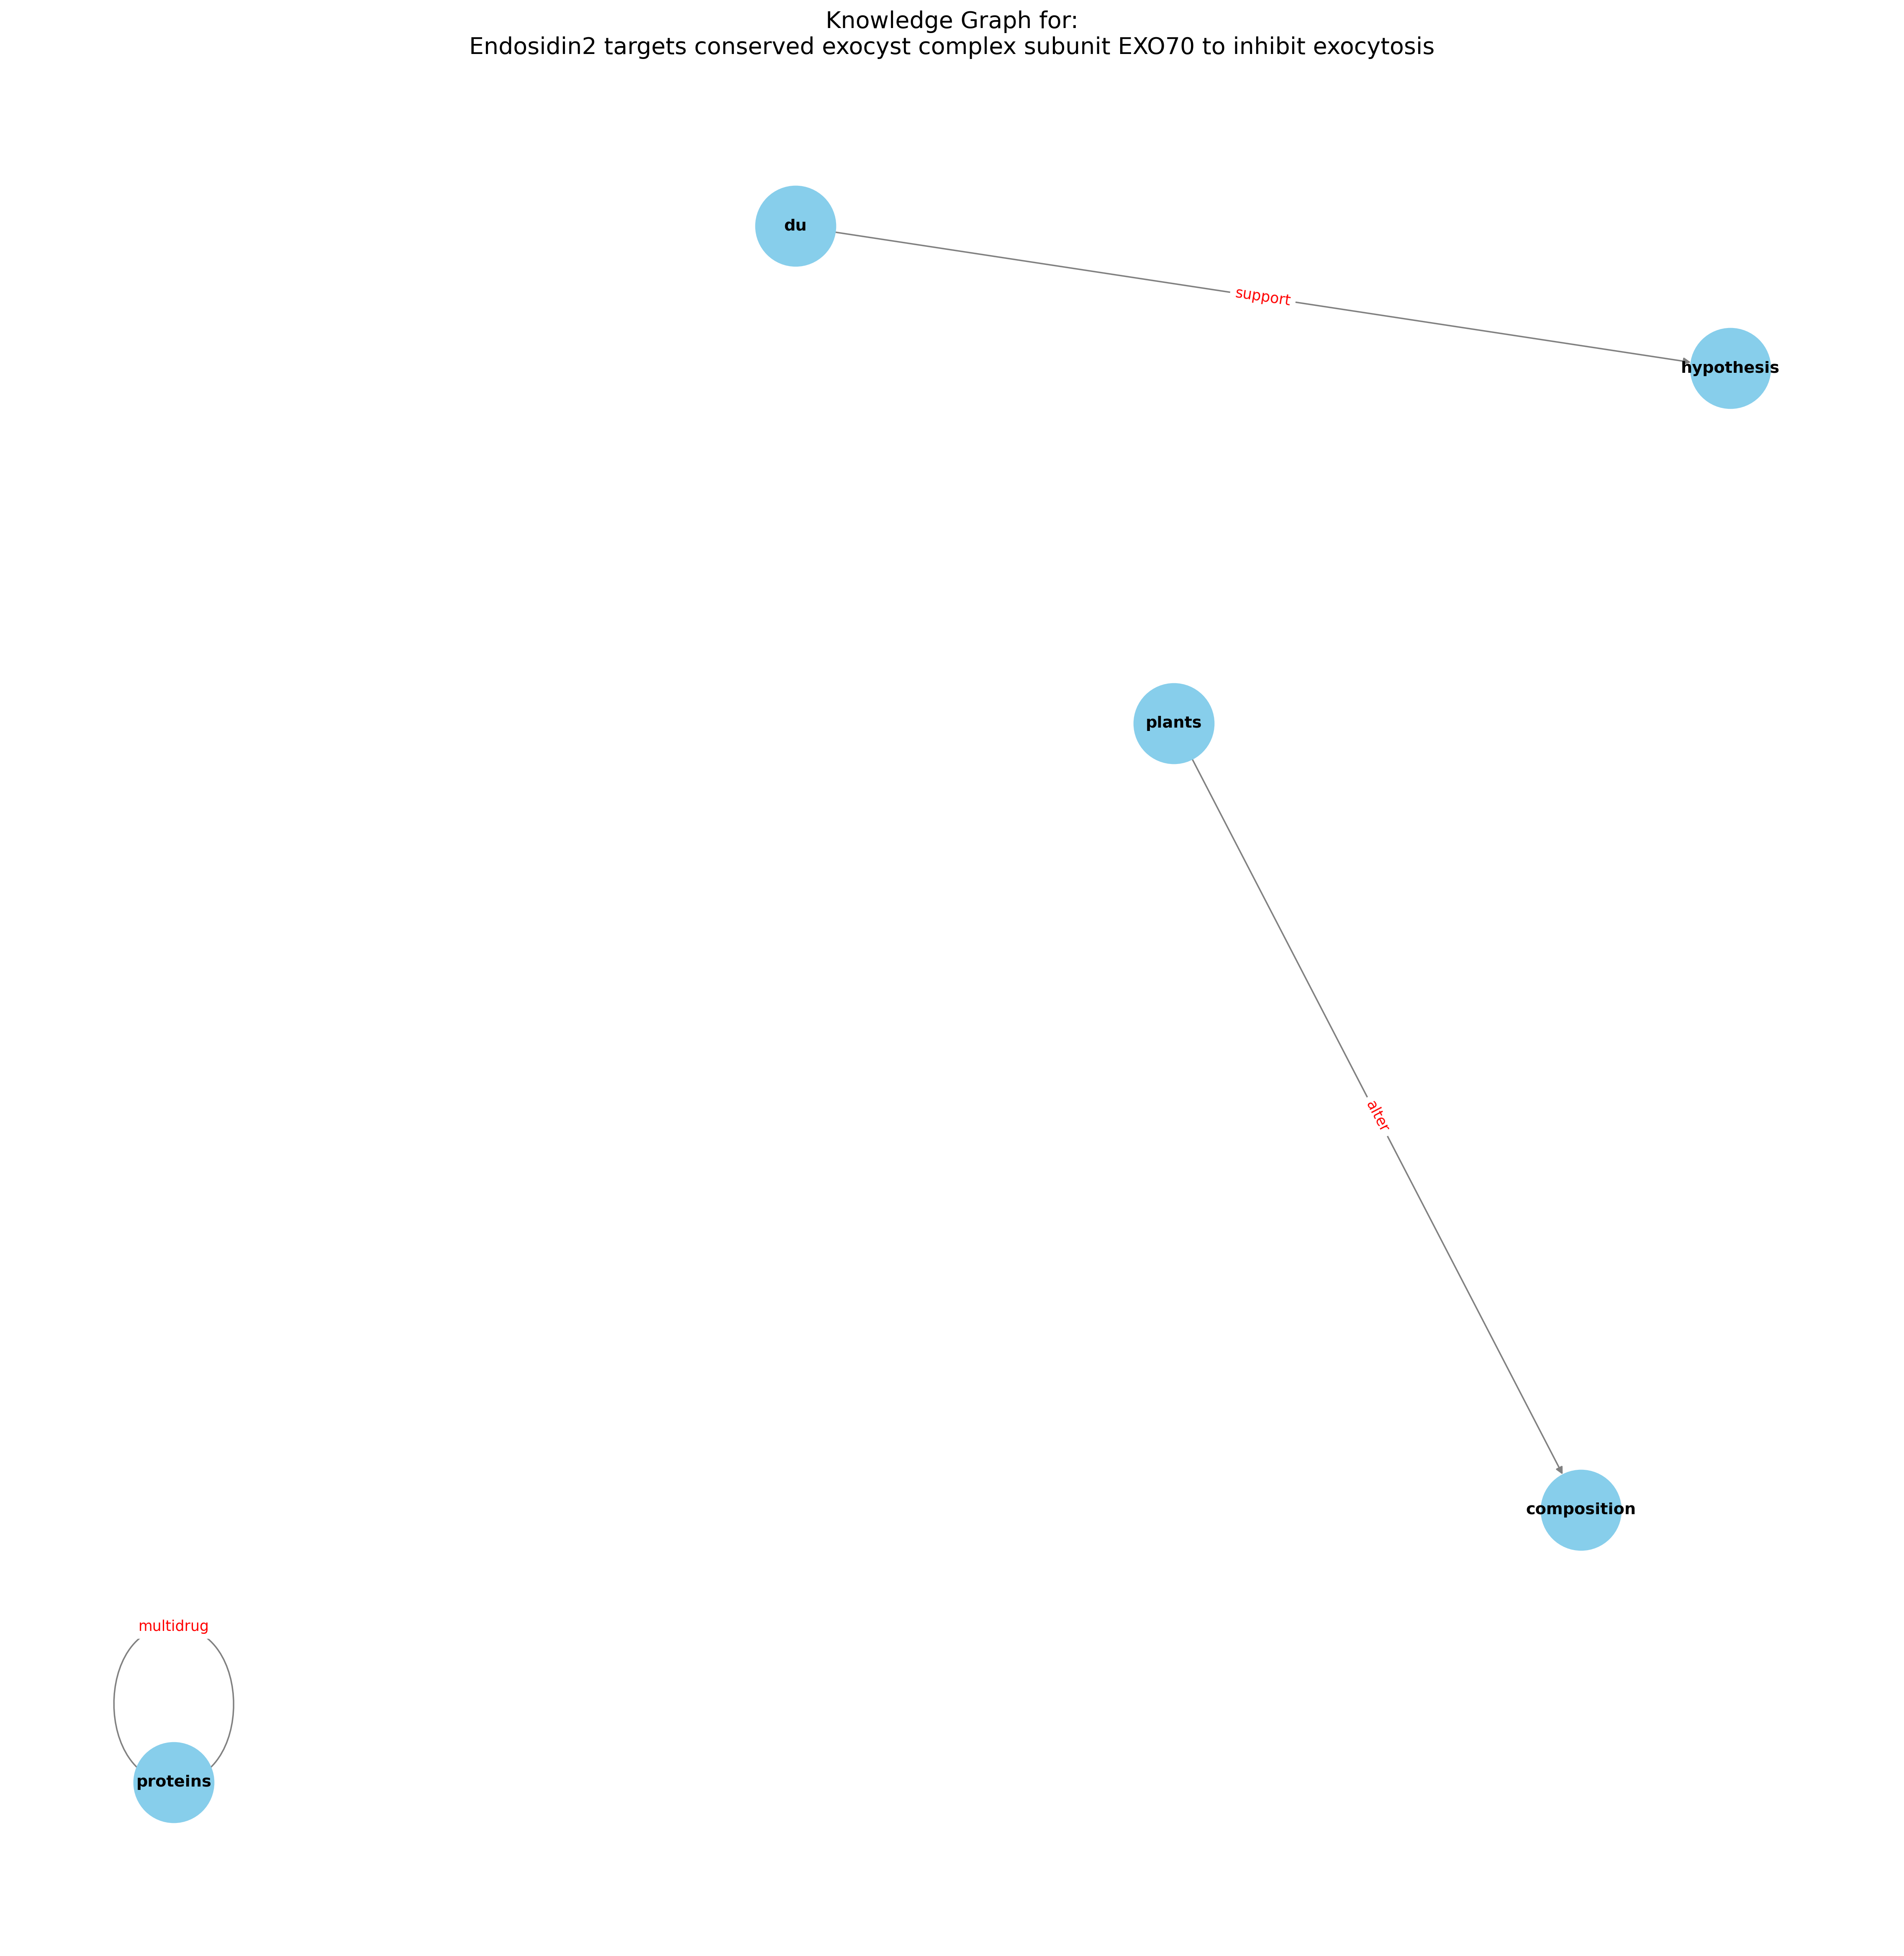 Knowledge Graph for:
Endosidin2 targets conserved exocyst complex subunit EXO70 to inhibit exocytosis
du
support
hypothesis
plants
alter
composition
multidrug
proteins